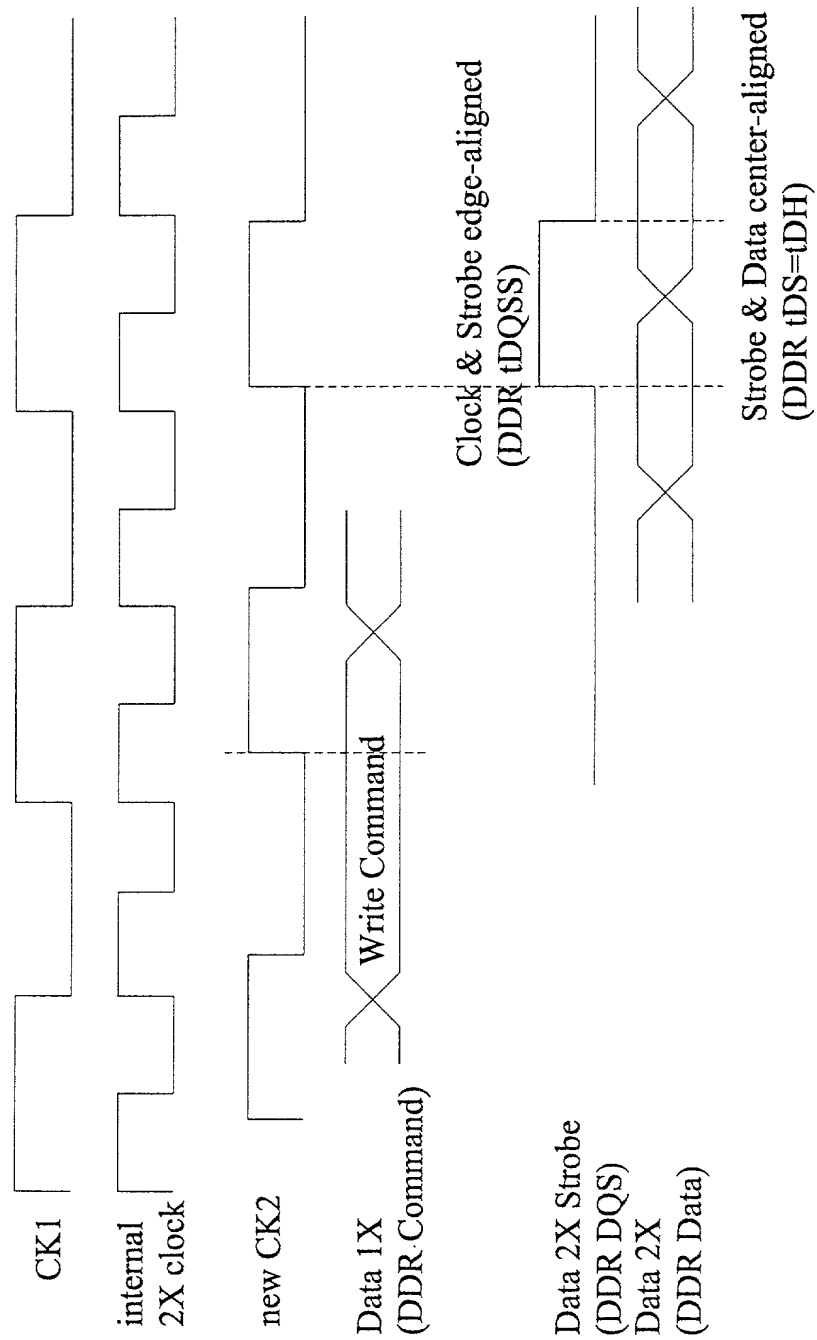 CK1
internal
2X clock
new CK2
Data 1X
(DDR Command)
Write Command
Clock & Strobe edge-aligned
(DDR tDQSS)
Data 2X Strobe
(DDR DQS)
Data 2X
(DDR Data)
Strobe & Data center-aligned
(DDR tDS=tDH)